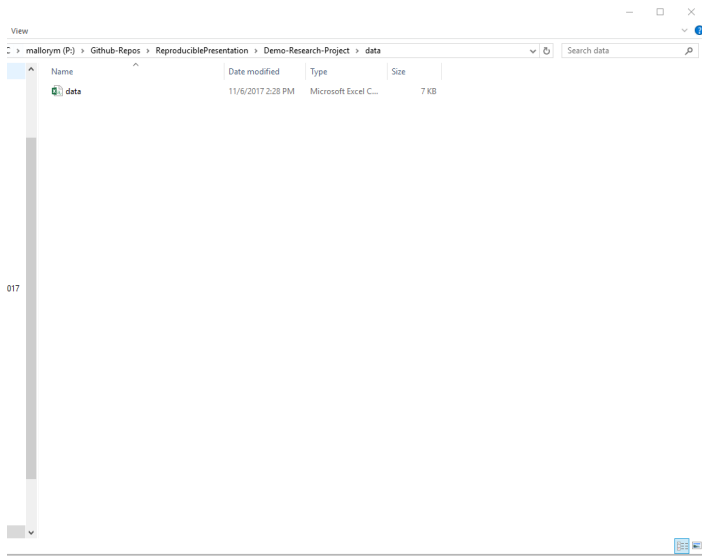 View
mallorym (P:) > Github-Repos > ReproduciblePresentation > Demo-Research-Project > data
Search data
Name Date modified Type Size
data 11/6/2017 2:28 PM Microsoft Excel C... 7 KB
017